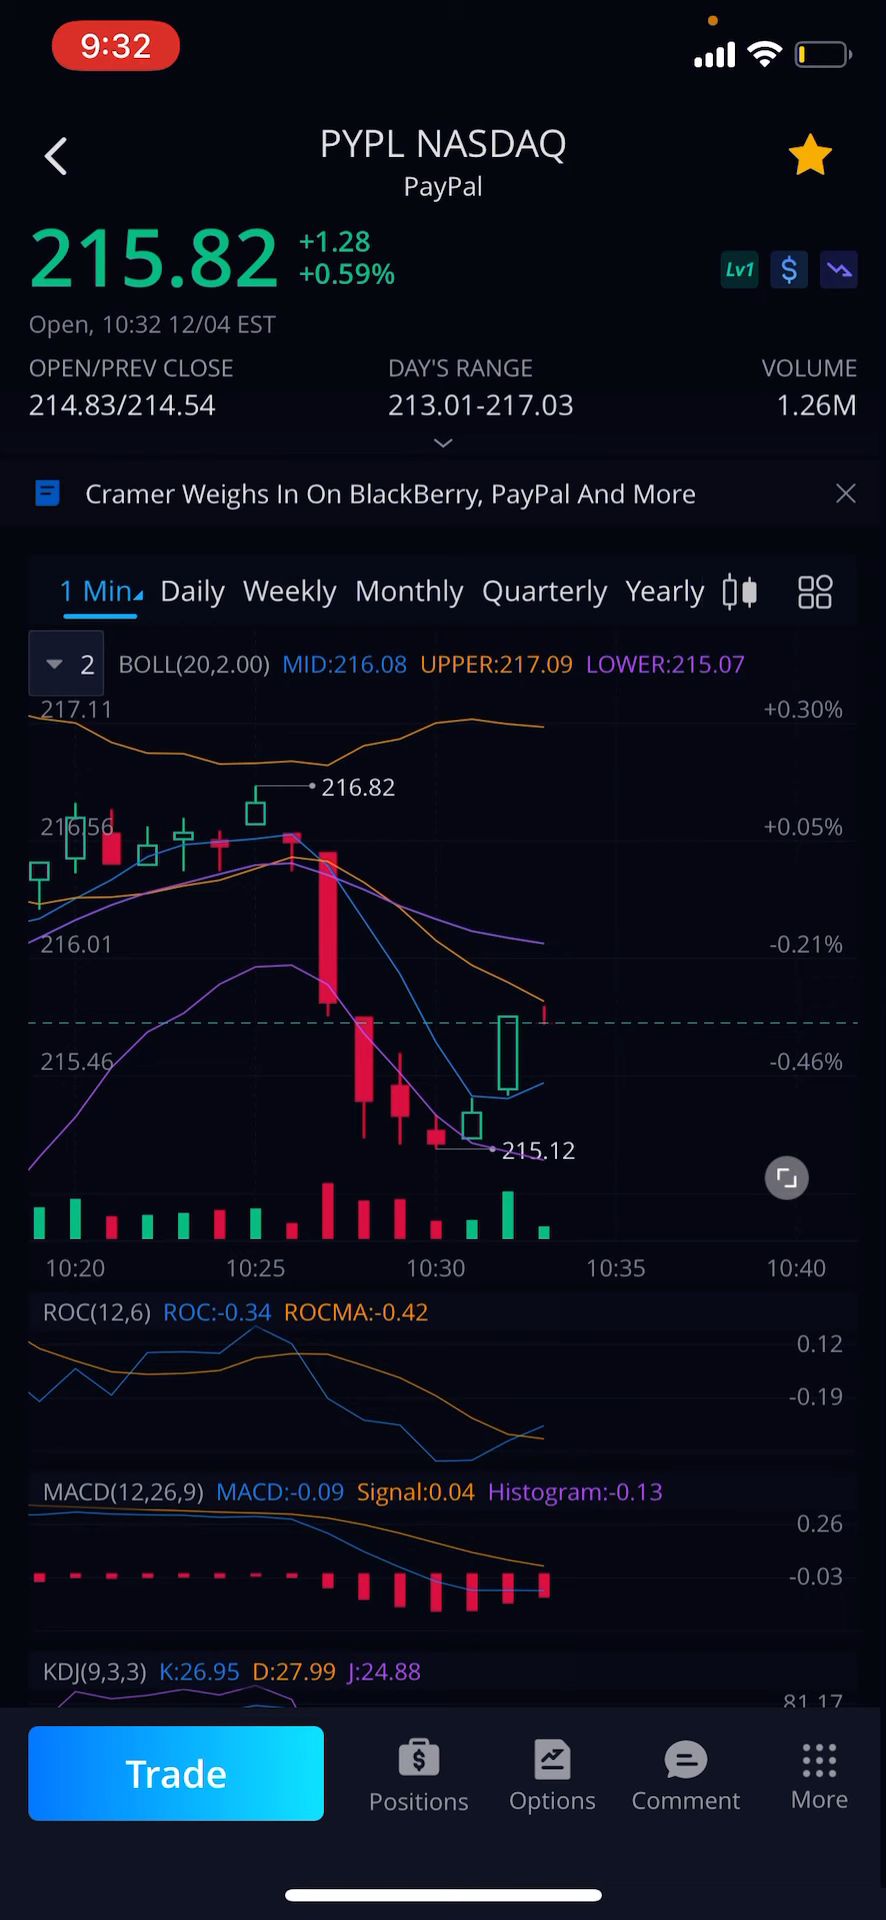 9:32
PYPL NASDAQ
PayPal
215.82 +1.28
+0.59%
Lv1 $
Open, 10:32 12/04 EST
OPEN/PREV CLOSE DAY'S RANGE VOLUME
214.83/214.54 213.01-217.03 1.26M
Cramer Weighs In On BlackBerry, PayPal And More
1 Min Daily Weekly Monthly Quarterly Yearly
2 BOLL(20,2.00) MID:216.08 UPPER:217.09 LOWER:215.07
217.11 +0.30%
216.82
216.56 +0.05%
216.01 -0.21%
215.46 -0.46%
215.12
10:20 10:25 10:30 10:35 10:40
ROC(12,6) ROC:-0.34 ROCMA:-0.42
0.12
-0.19
MACD(12,26,9) MACD:-0.09 Signal:0.04 Histogram:-0.13
0.26
-0.03
KDJ(9,3,3) K:26.95 D:27.99 J:24.88
81.17
Trade Positions Options Comment More